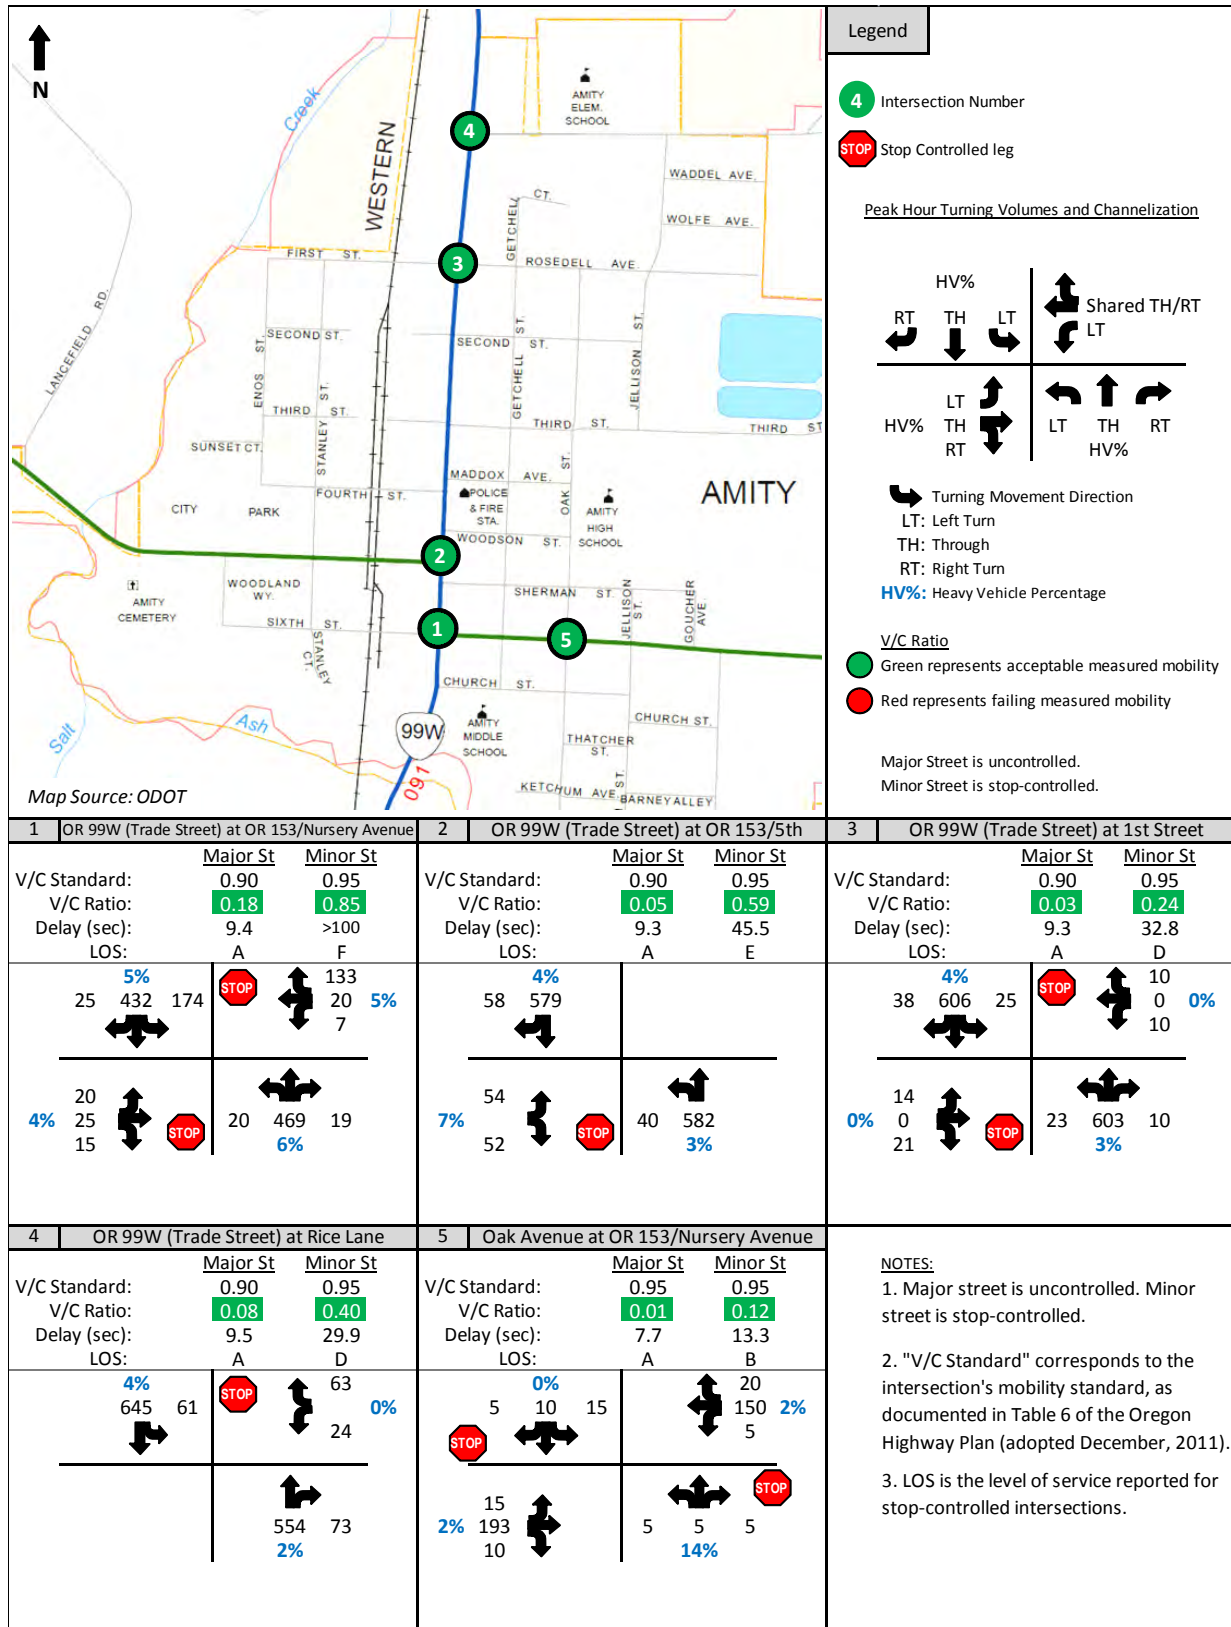 N
Creek
WESTERN
AMITY
ELEM.
SCHOOL
4
WADDEL AVE.
CT.
WOLFE AVE.
GETCHELL
FIRST ST.
3
ROSEDELL AVE.
LANCEFIELD RD.
ENOS ST.
SECOND ST.
SECOND ST.
GETCHELL ST.
JELLISON ST.
STANLEY ST.
THIRD ST.
THIRD ST.
THIRD ST
SUNSET CT.
MADDOX AVE.
FOURTH ST.
POLICE
& FIRE
STA.
OAK ST.
AMITY
HIGH
SCHOOL
AMITY
CITY PARK
WOODSON ST.
2
WOODLAND
WY.
AMITY
CEMETERY
SHERMAN ST.
JELLISON ST.
GOUCHER AVE.
SIXTH ST.
1
5
STANLEY CT.
CHURCH ST.
CHURCH ST.
Salt
Ash
99W
091
AMITY
MIDDLE
SCHOOL
THATCHER
ST.
ST.
KETCHUM AVE.
BARNEY ALLEY
Map Source: ODOT
Legend
4 Intersection Number
STOP Stop Controlled leg
Peak Hour Turning Volumes and Channelization
HV%
RT TH LT
Shared TH/RT
LT
LT
HV% TH
RT
LT TH RT
HV%
Turning Movement Direction
LT: Left Turn
TH: Through
RT: Right Turn
HV%: Heavy Vehicle Percentage
V/C Ratio
Green represents acceptable measured mobility
Red represents failing measured mobility
Major Street is uncontrolled.
Minor Street is stop-controlled.
1 OR 99W (Trade Street) at OR 153/Nursery Avenue
Major St Minor St
V/C Standard: 0.90 0.95
V/C Ratio: 0.18 0.85
Delay (sec): 9.4 >100
LOS: A F
5%
25 432 174
STOP
133
20 5%
7
20
4% 25
15
STOP
20 469 19
6%
2 OR 99W (Trade Street) at OR 153/5th
Major St Minor St
V/C Standard: 0.90 0.95
V/C Ratio: 0.05 0.59
Delay (sec): 9.3 45.5
LOS: A E
4%
58 579
54
7%
52
STOP
40 582
3%
3 OR 99W (Trade Street) at 1st Street
Major St Minor St
V/C Standard: 0.90 0.95
V/C Ratio: 0.03 0.24
Delay (sec): 9.3 32.8
LOS: A D
4%
38 606 25
STOP
10
0 0%
10
14
0% 0
21
STOP
23 603 10
3%
4 OR 99W (Trade Street) at Rice Lane
Major St Minor St
V/C Standard: 0.90 0.95
V/C Ratio: 0.08 0.40
Delay (sec): 9.5 29.9
LOS: A D
4%
645 61
STOP
63
0%
24
554 73
2%
5 Oak Avenue at OR 153/Nursery Avenue
Major St Minor St
V/C Standard: 0.95 0.95
V/C Ratio: 0.01 0.12
Delay (sec): 7.7 13.3
LOS: A B
0%
5 10 15
STOP
20
150 2%
5
15
2% 193
10
STOP
5 5 5
14%
NOTES:
1. Major street is uncontrolled. Minor
street is stop-controlled.
2. "V/C Standard" corresponds to the
intersection's mobility standard, as
documented in Table 6 of the Oregon
Highway Plan (adopted December, 2011).
3. LOS is the level of service reported for
stop-controlled intersections.